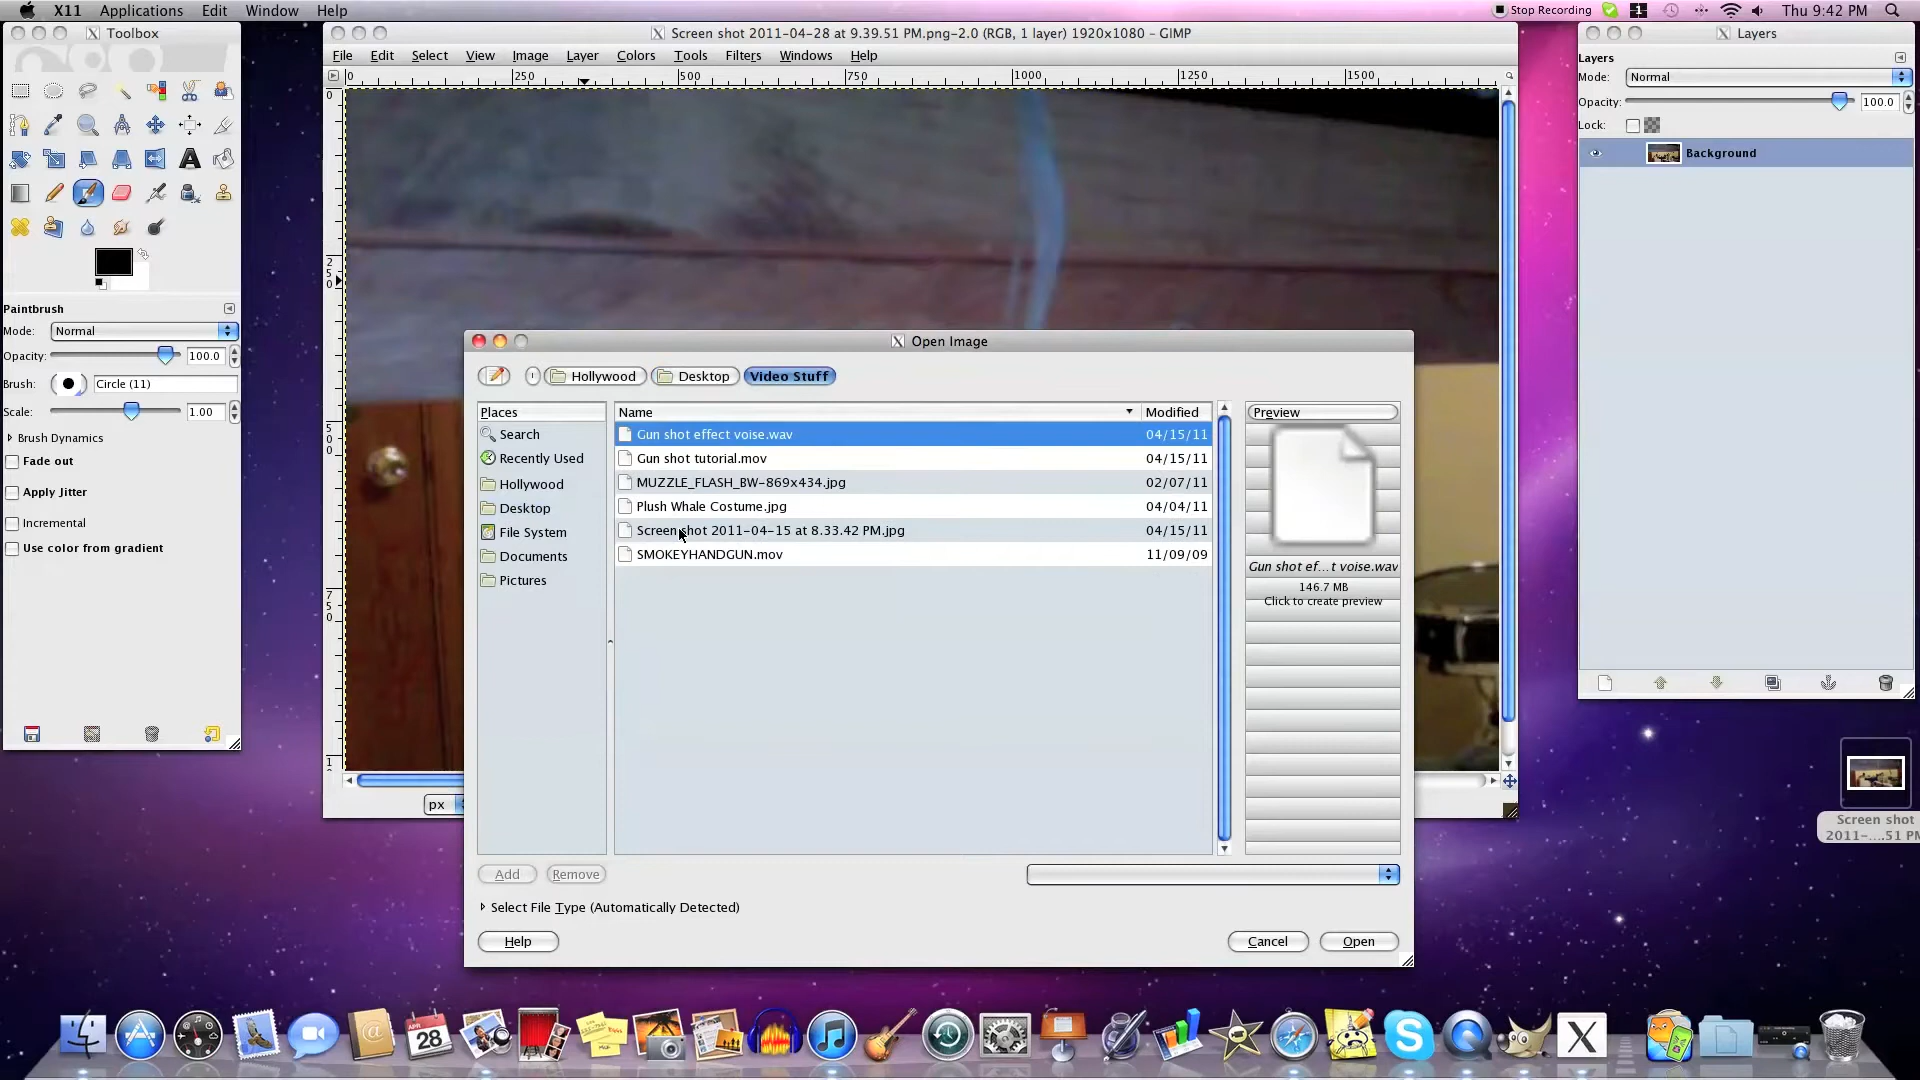 X11 Applications Edit Window Help Stop Recording 1 Thu 9:42 PM
Toolbox
Screen shot 2011-04-28 at 9.39.51 PM.png-2.0 (RGB, 1 layer) 1920x1080 – GIMP
Layers
File Edit Select View Image Layer Colors Tools Filters Windows Help
Layers
Mode: Normal
Opacity: 100.0
Lock:
Background
0 250 500 750 1000 1250 1500
0
250
500
750
Paintbrush
Mode: Normal
Opacity: 100.0
Brush: Circle (11)
Scale: 1.00
Brush Dynamics
Fade out
Apply Jitter
Incremental
Use color from gradient
Open Image
Hollywood Desktop Video Stuff
Places
Search
Recently Used
Hollywood
Desktop
File System
Documents
Pictures
Name Modified
Gun shot effect voise.wav 04/15/11
Gun shot tutorial.mov 04/15/11
MUZZLE_FLASH_BW-869x434.jpg 02/07/11
Plush Whale Costume.jpg 04/04/11
Screen shot 2011-04-15 at 8.33.42 PM.jpg 04/15/11
SMOKEYHANDGUN.mov 11/09/09
Preview
Gun shot ef...t voise.wav
146.7 MB
Click to create preview
px
Add Remove
Select File Type (Automatically Detected)
Help Cancel Open
Screen shot
2011-....51 PM
APR
28